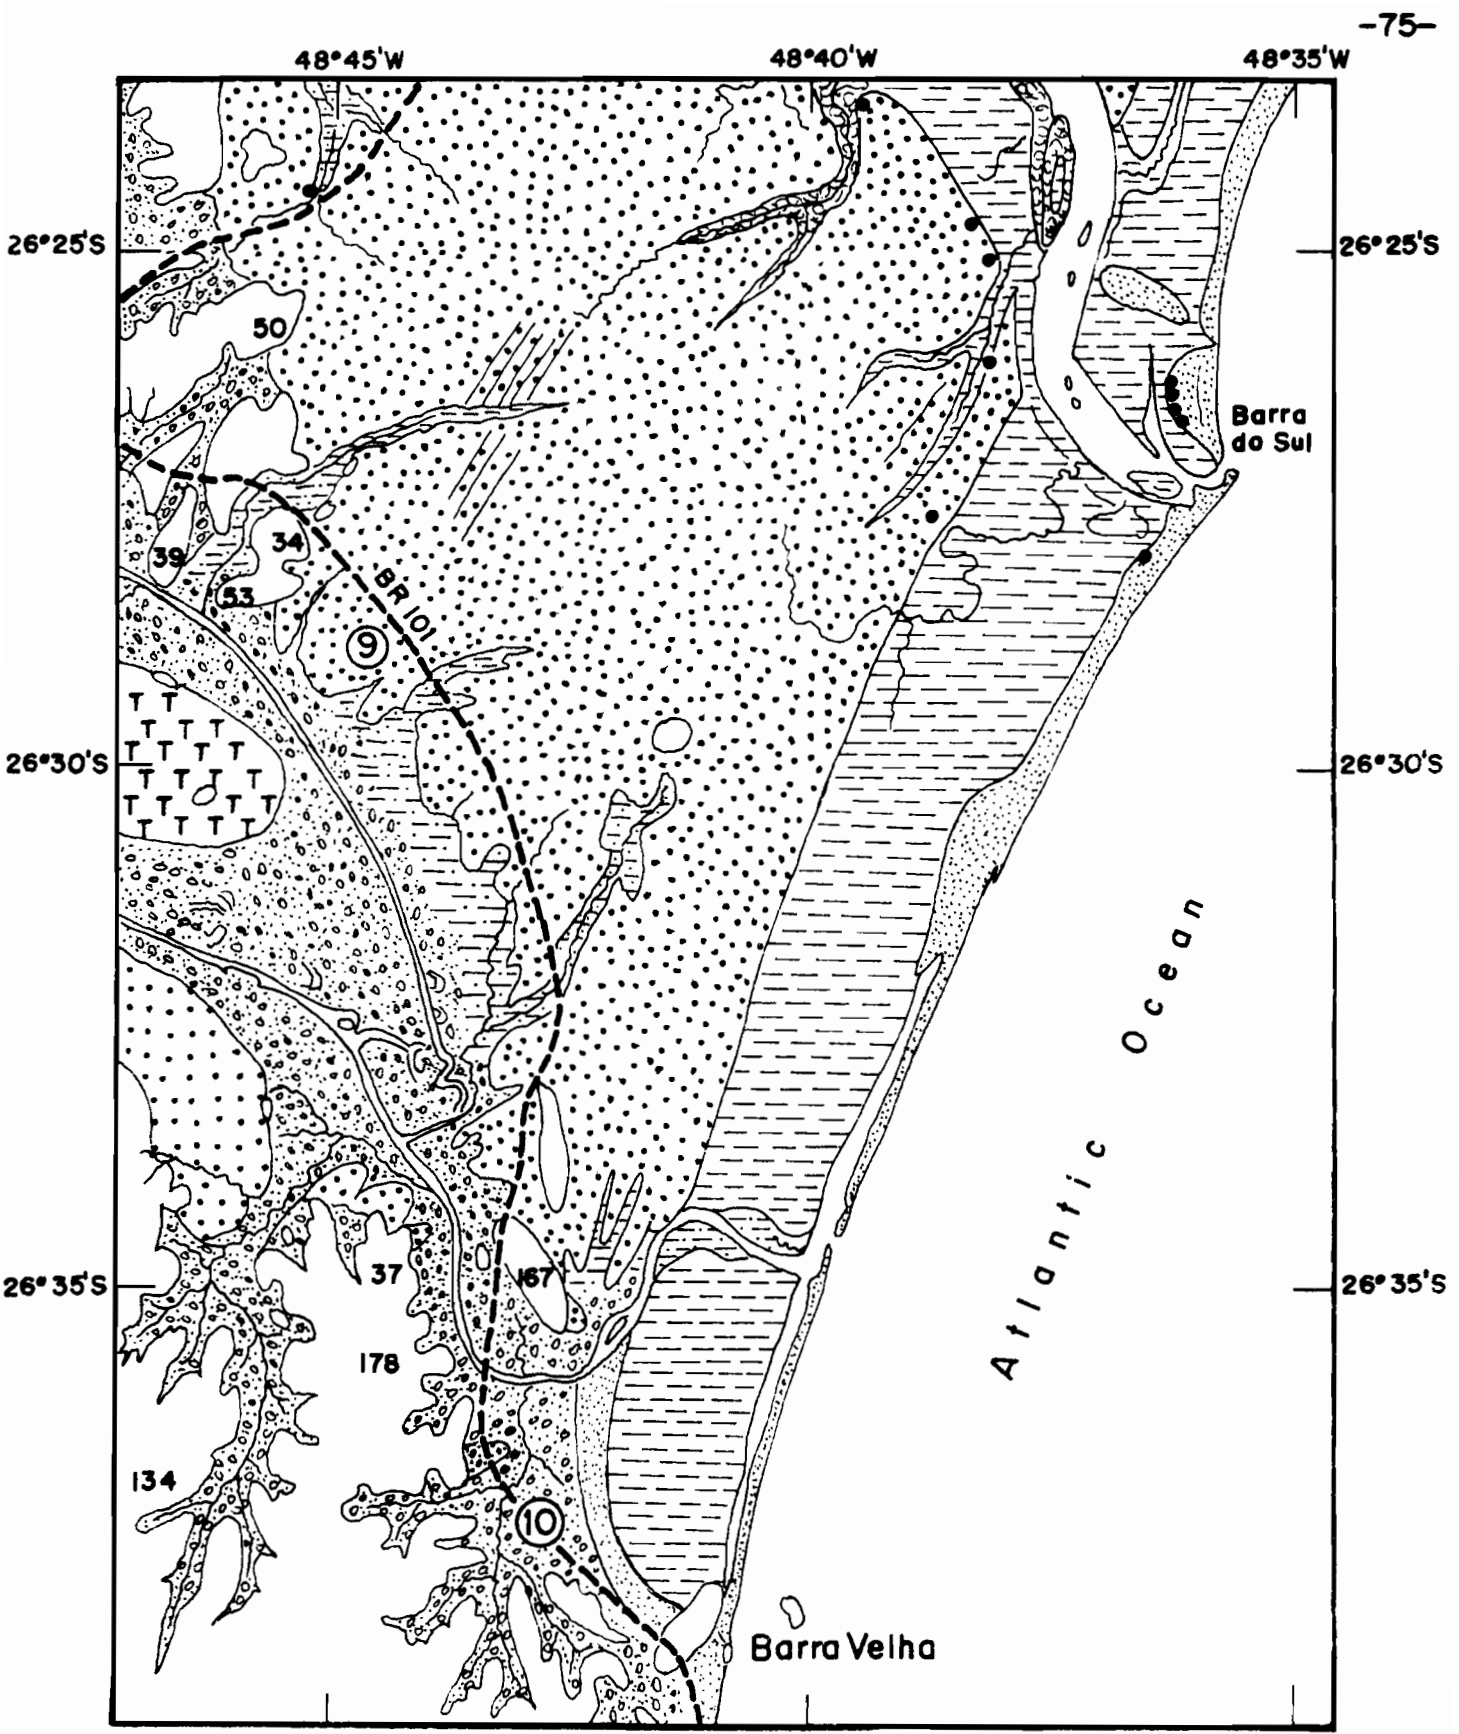 -75-
48°45'W 48°40'W 48°35'W
26°25'S 26°25'S
50
Barra
do Sul
34
39
53
BR 101
9
T T
T T T
T T T T
T T T T
T T T T
T T T T
26°30'S 26°30'S
Atlantic Ocean
37
167
26°35'S 26°35'S
178
134
10
Barra Velha